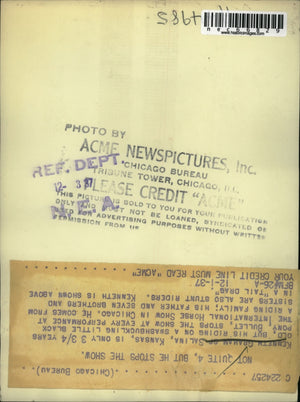 4985
PHOTO BY
ACME NEWSPICTURES, Inc.
CHICAGO BUREAU
TRIBUNE TOWER, CHICAGO, ILL.
PLEASE CREDIT "ACME"
THIS PICTURE IS SOLD TO YOU FOR YOUR PUBLICATION
ONLY AND MUST NOT BE LOANED, SYNDICATED OR
USED FOR ADVERTISING PURPOSES WITHOUT WRITTEN
PERMISSION FROM US
REF. DEPT.
12- 37
N. E. A.
C 224257 (Chicago Bureau)
NOT QUITE 4, BUT HE STOPS THE SHOW.
KENNETH GRAHAM, SALINA, KANSAS, IS ONLY 3 3/4 YEARS
OLD, BUT HIS RIDING ON A SWASHBUCKLING LITTLE BLACK
PONY, BULLET, STOPS THE SHOW AT EVERY PERFORMANCE AT
THE INTERNATIONAL HORSE SHOW IN CHICAGO. HE COMES FROM
A RIDING FAMILY; HIS FATHER AND SEVEN BROTHERS AND
SISTERS ARE ALSO STUNT RIDERS. KENNETH IS SHOWN ABOVE
IN A "TAIL DRAG"
YOUR CREDIT LINE MUST READ "ACME"
12-1-37